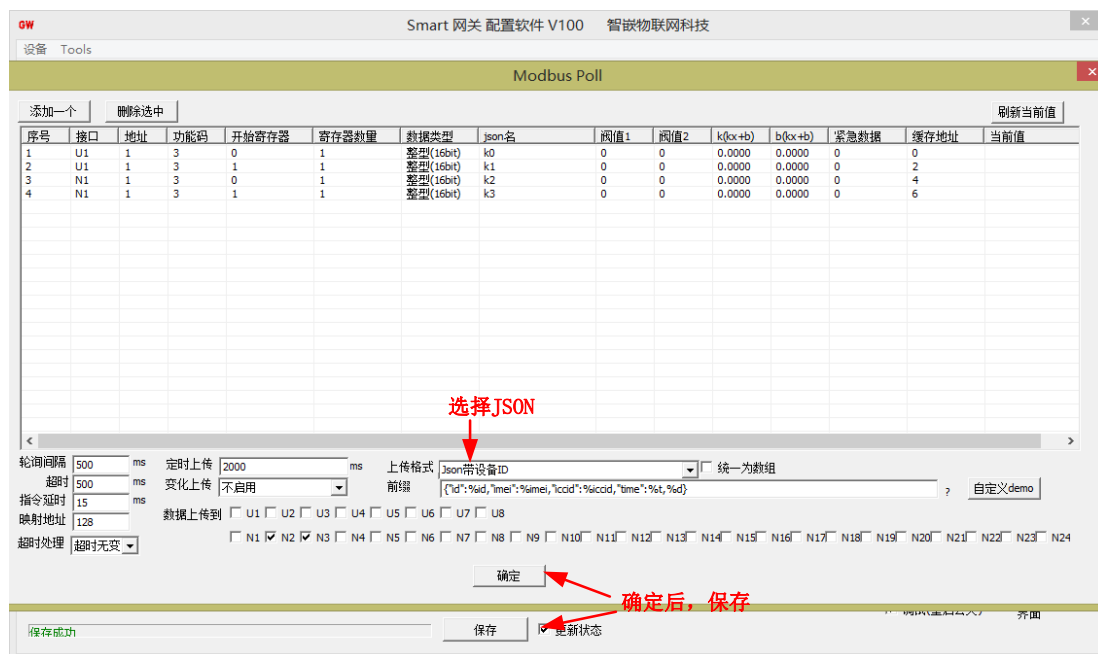 GW Smart 网关 配置软件 V100 智嵌物联网科技
设备 Tools
Modbus Poll
添加一个 删除选中 刷新当前值
序号 接口 地址 功能码 开始寄存器 寄存器数量 数据类型 json名 阀值1 阀值2 k(kx+b) b(kx+b) 紧急数据 缓存地址 当前值
1 U1 1 3 0 1 整型(16bit) k0 0 0 0.0000 0.0000 0 0
2 U1 1 3 1 1 整型(16bit) k1 0 0 0.0000 0.0000 0 2
3 N1 1 3 0 1 整型(16bit) k2 0 0 0.0000 0.0000 0 4
4 N1 1 3 1 1 整型(16bit) k3 0 0 0.0000 0.0000 0 6
选择JSON
轮询间隔 500 ms 定时上传 2000 ms 上传格式 Json带设备ID 统一为数组
超时 500 ms 变化上传 不启用 前缀 {"id":%id,"imei":%imei,"iccid":%iccid,"time":%t,%d} ? 自定义demo
指令延时 15 ms
映射地址 128 数据上传到 U1 U2 U3 U4 U5 U6 U7 U8
超时处理 超时无变 N1 N2 N3 N4 N5 N6 N7 N8 N9 N10 N11 N12 N13 N14 N15 N16 N17 N18 N19 N20 N21 N22 N23 N24
确定
确定后，保存
保存成功 保存 更新状态 界面